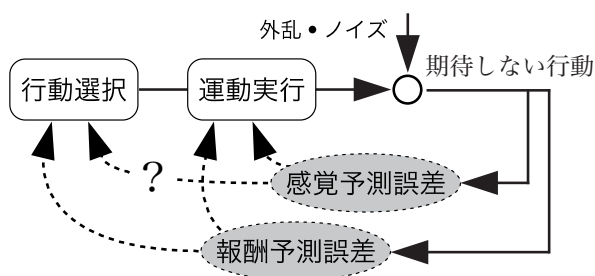 外乱•ノイズ
期待しない行動
行動選択
運動実行
?
感覚予測誤差
報酬予測誤差